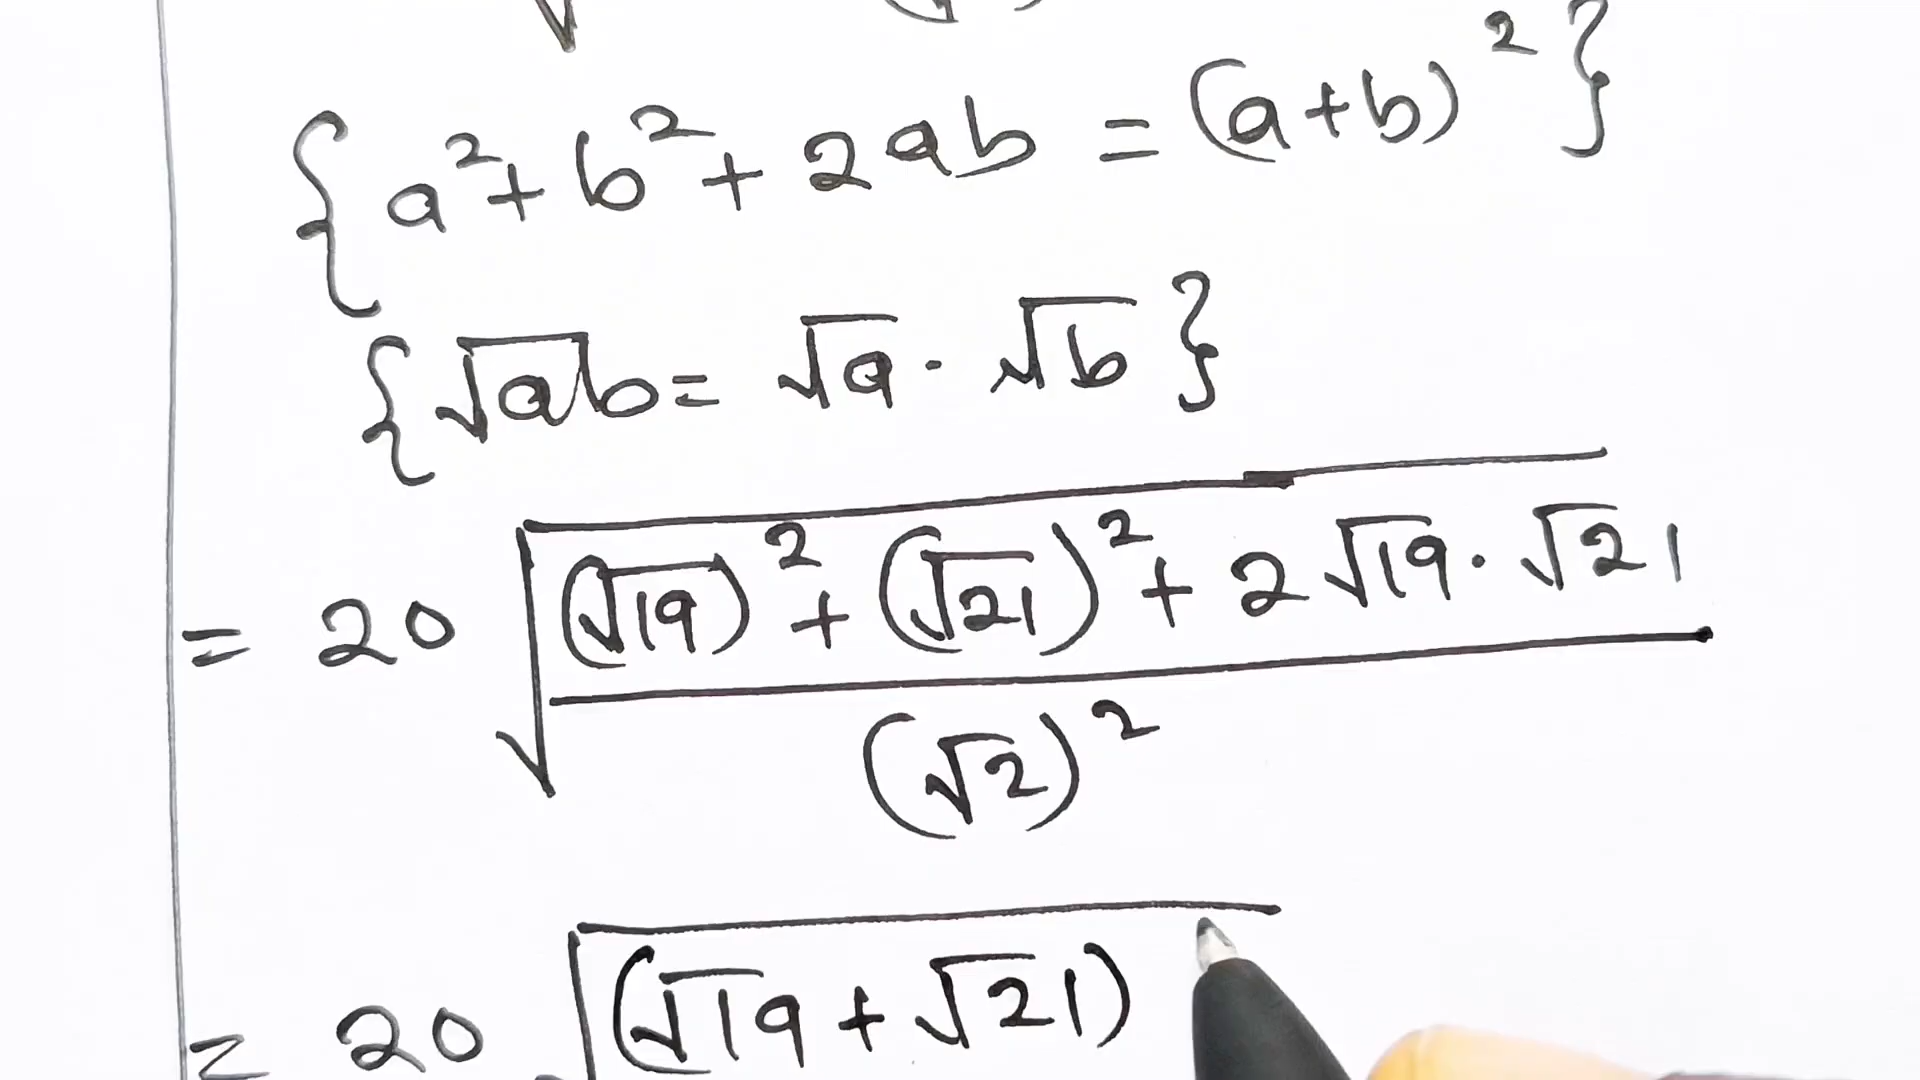 {a²+b²+2ab=(a+b)²}
{√ab=√a·√b}
=20√((√19)²+(√21)²+2√19·√21/(√2)²)
=20√(√19+√21)